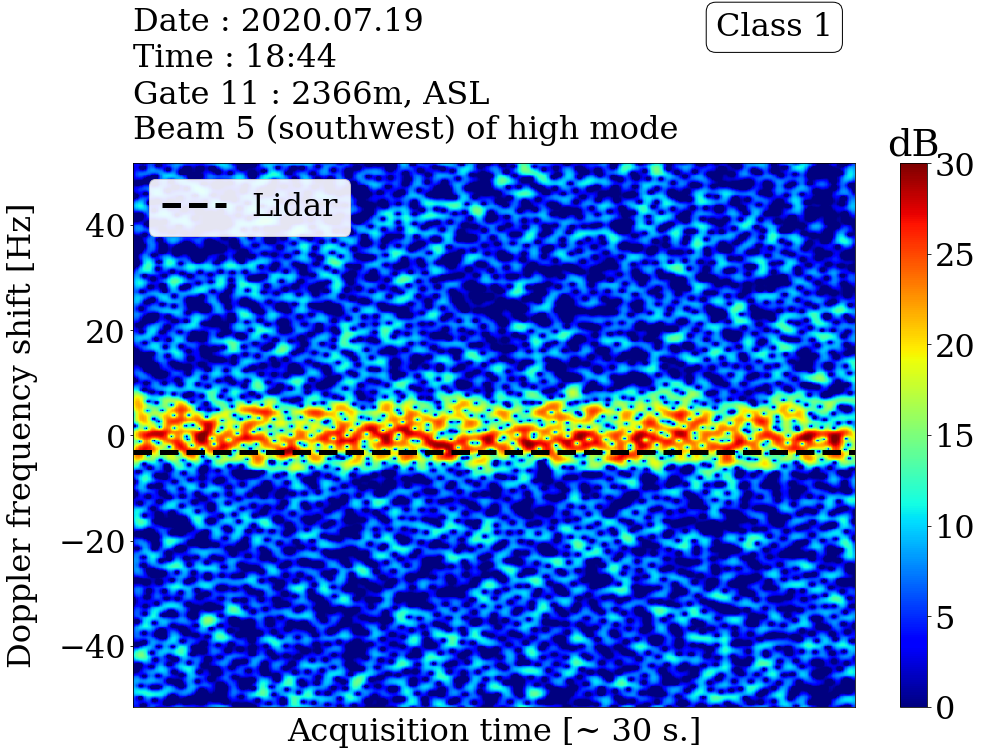 Date : 2020.07.19
Time : 18:44
Gate 11 : 2366m, ASL
Beam 5 (southwest) of high mode
Class 1
dB
Lidar
Doppler frequency shift [Hz]
40
20
0
−20
−40
30
25
20
15
10
5
0
Acquisition time [~ 30 s.]